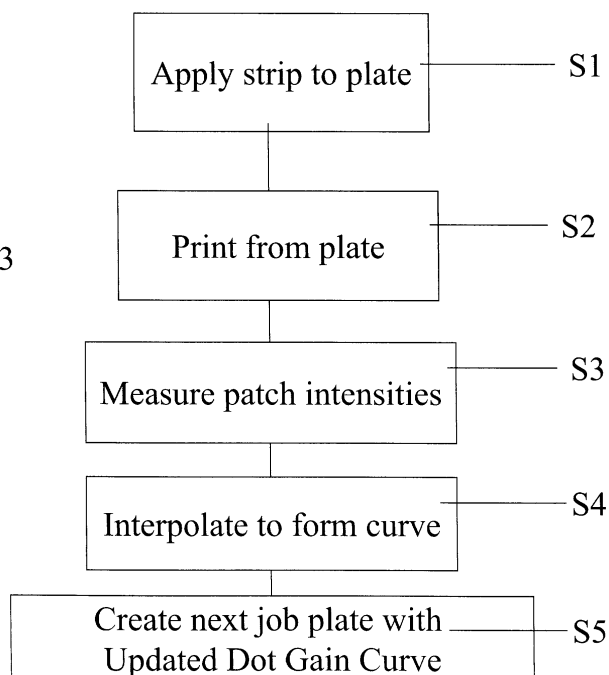 Apply strip to plate
S1
Print from plate
S2
3
Measure patch intensities
S3
Interpolate to form curve
S4
Create next job plate with
Updated Dot Gain Curve
S5